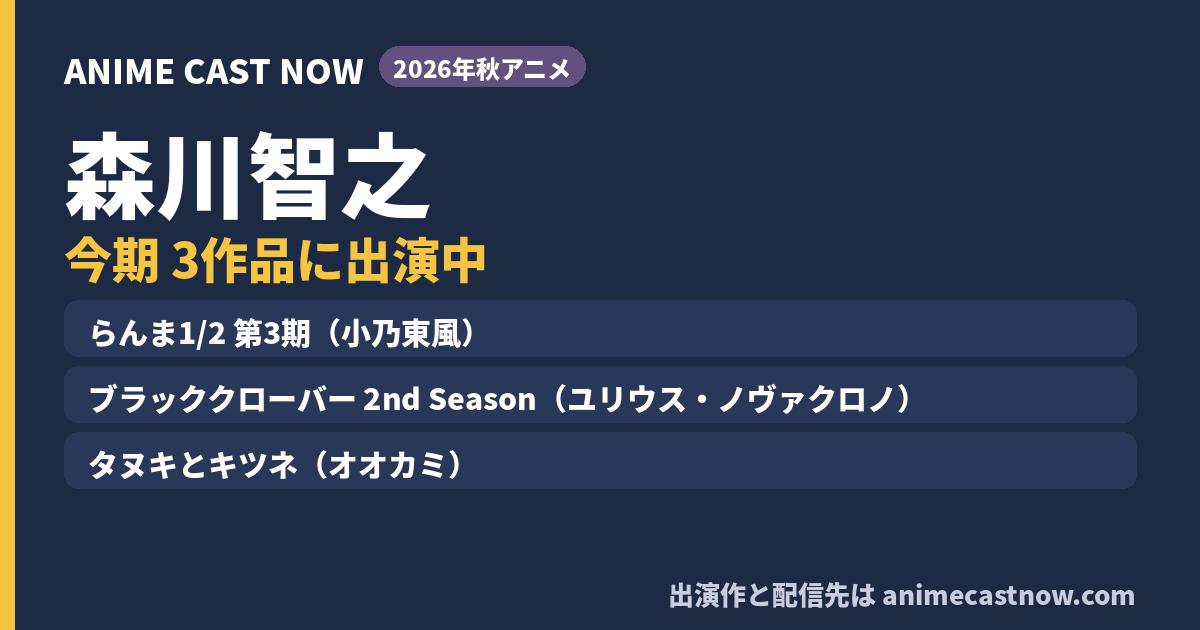 ANIME CAST NOW 2026年秋アニメ
森川智之
今期 3作品に出演中
らんま1/2 第3期（小乃東風）
ブラッククローバー 2nd Season（ユリウス・ノヴァクロノ）
タヌキとキツネ（オオカミ）
出演作と配信先は animecastnow.com